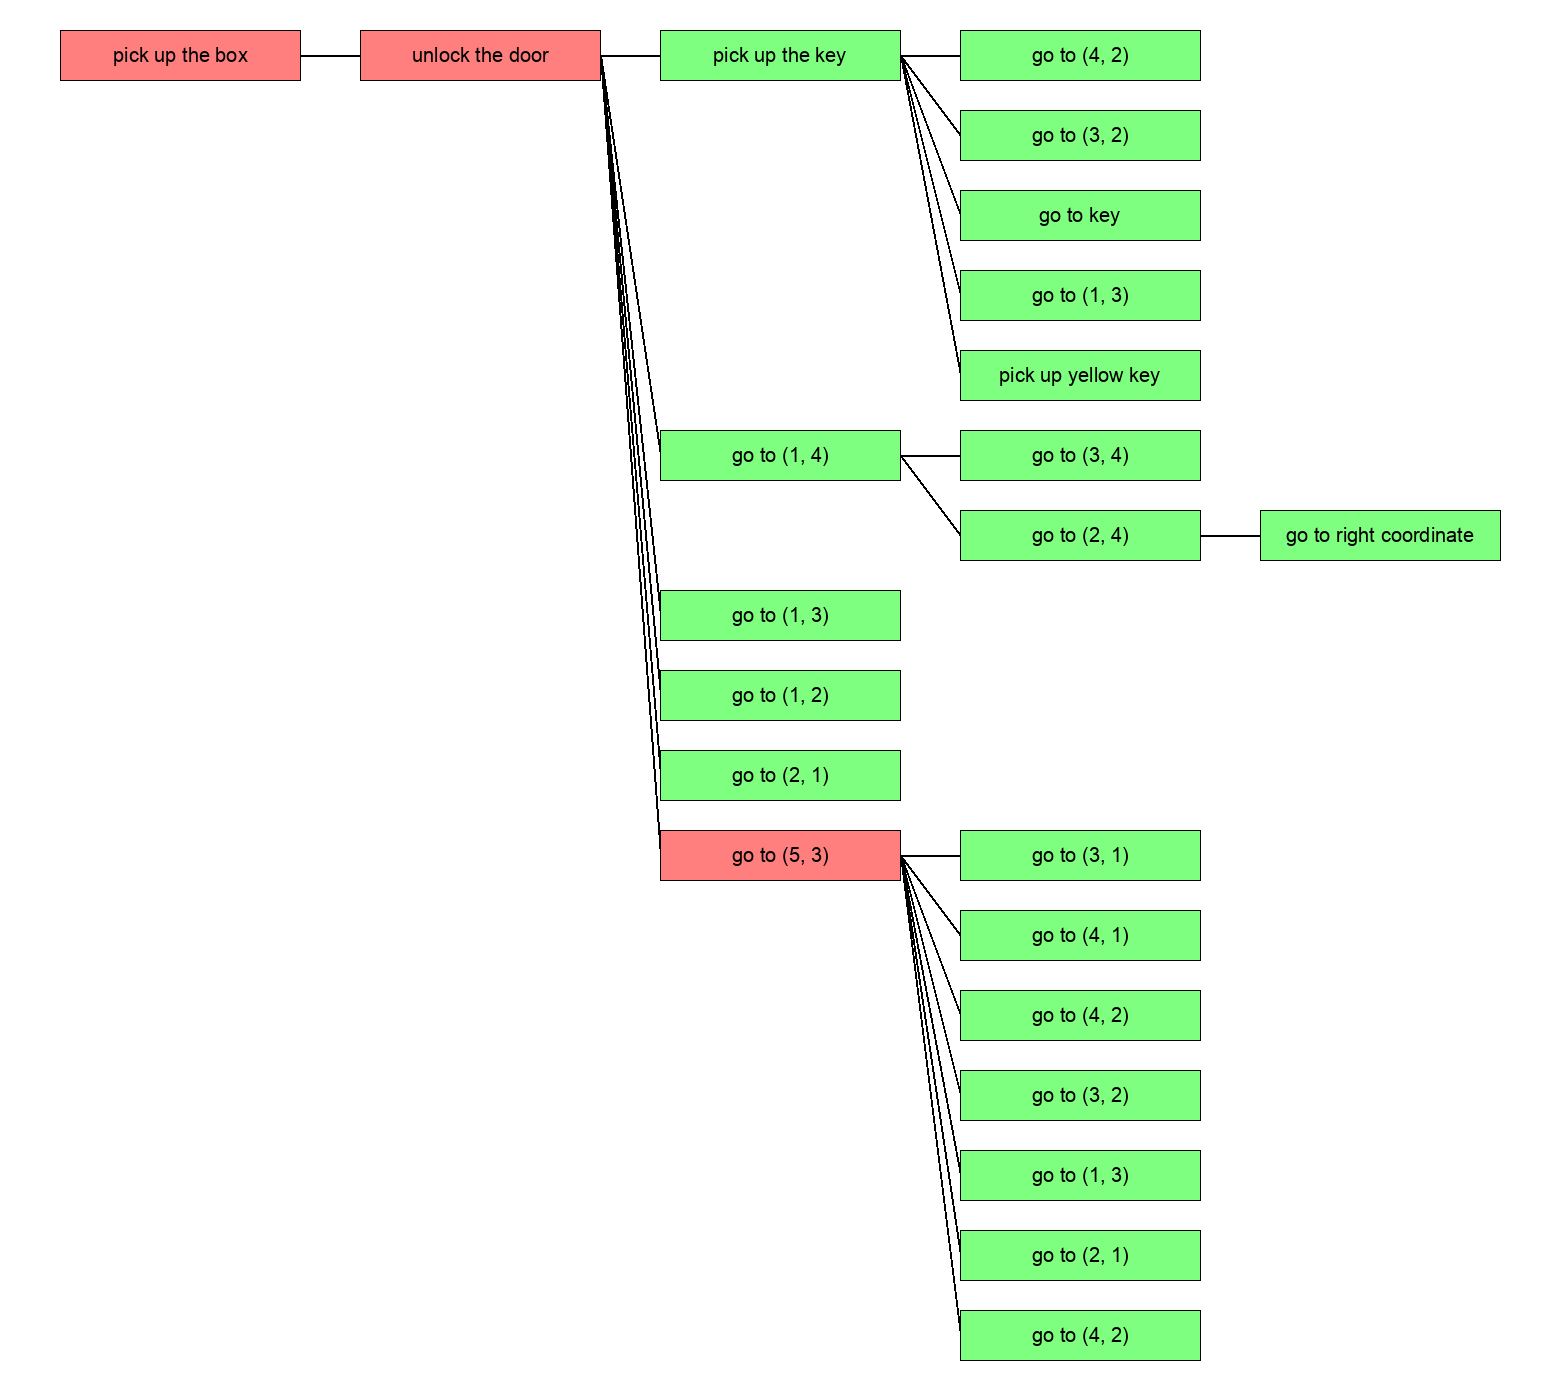 pick up the box
unlock the door
pick up the key
go to (4, 2)
go to (3, 2)
go to key
go to (1, 3)
pick up yellow key
go to (1, 4)
go to (3, 4)
go to (2, 4)
go to right coordinate
go to (1, 3)
go to (1, 2)
go to (2, 1)
go to (5, 3)
go to (3, 1)
go to (4, 1)
go to (4, 2)
go to (3, 2)
go to (1, 3)
go to (2, 1)
go to (4, 2)